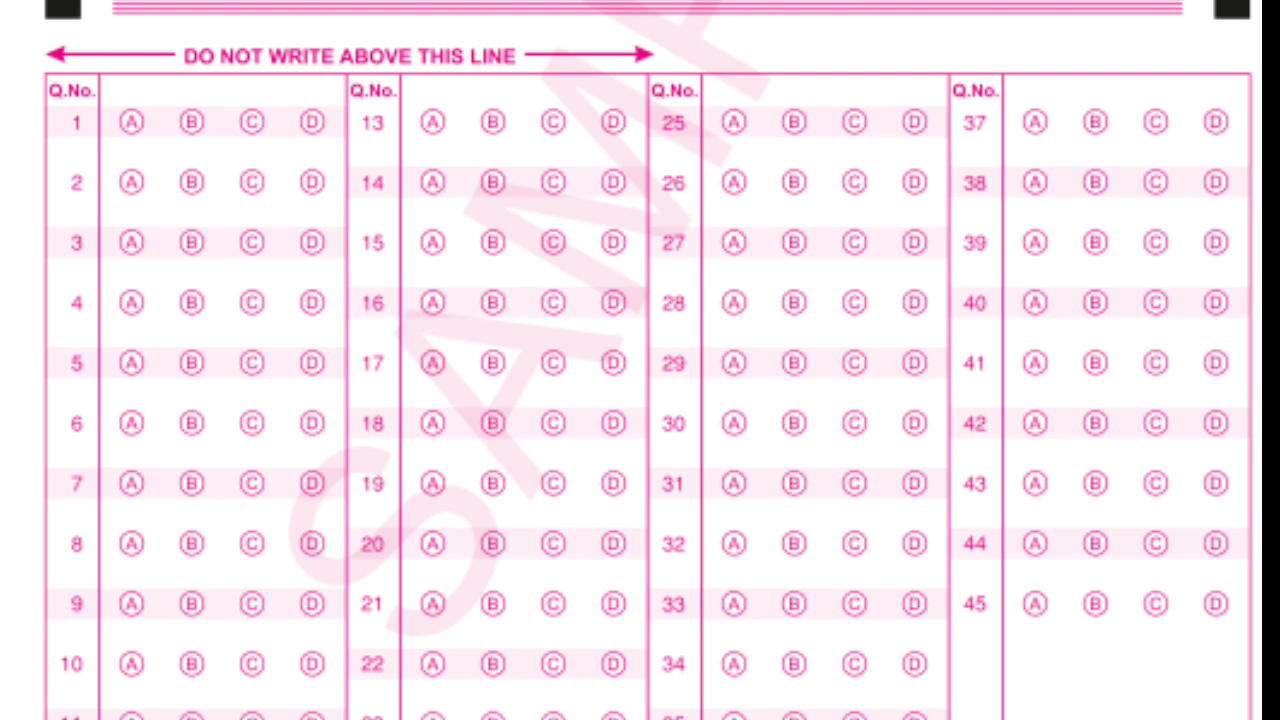 DO NOT WRITE ABOVE THIS LINE
Q.No. Q.No. Q.No. Q.No.
1 A B C D 13 A B C D 25 A B C D 37 A B C D
2 A B C D 14 A B C D 26 A B C D 38 A B C D
3 A B C D 15 A B C D 27 A B C D 39 A B C D
4 A B C D 16 A B C D 28 A B C D 40 A B C D
5 A B C D 17 A B C D 29 A B C D 41 A B C D
6 A B C D 18 A B C D 30 A B C D 42 A B C D
7 A B C D 19 A B C D 31 A B C D 43 A B C D
8 A B C D 20 A B C D 32 A B C D 44 A B C D
9 A B C D 21 A B C D 33 A B C D 45 A B C D
10 A B C D 22 A B C D 34 A B C D